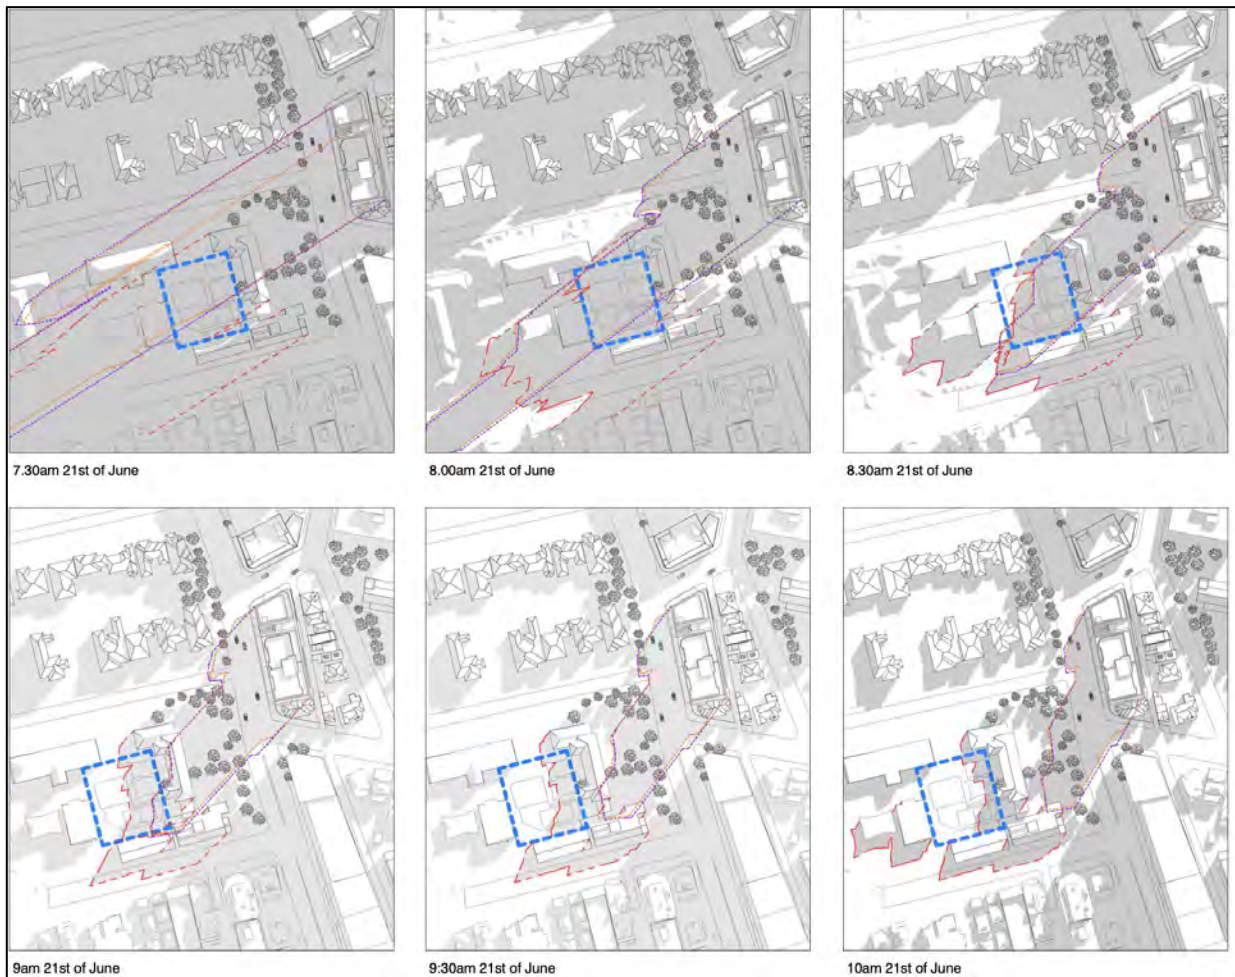 7.30am 21st of June
8.00am 21st of June
8.30am 21st of June
9am 21st of June
9:30am 21st of June
10am 21st of June